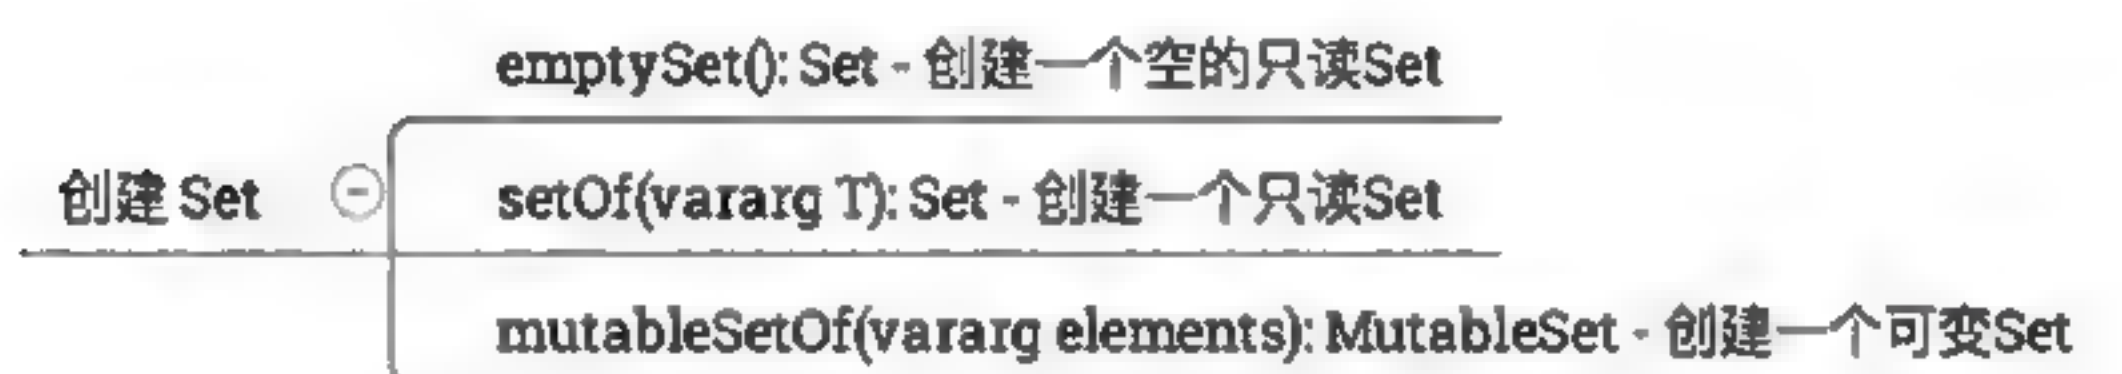 emptySet(): Set - 创建一个空的只读Set
创建 Set
setOf(vararg T): Set - 创建一个只读Set
mutableSetOf(vararg elements): MutableSet - 创建一个可变Set